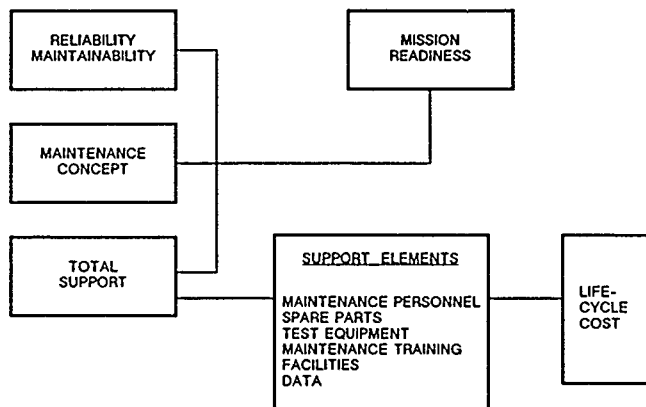 RELIABILITY
MAINTAINABILITY
MISSION
READINESS
MAINTENANCE
CONCEPT
TOTAL
SUPPORT
SUPPORT ELEMENTS
MAINTENANCE PERSONNEL
SPARE PARTS
TEST EQUIPMENT
MAINTENANCE TRAINING
FACILITIES
DATA
LIFE-
CYCLE
COST